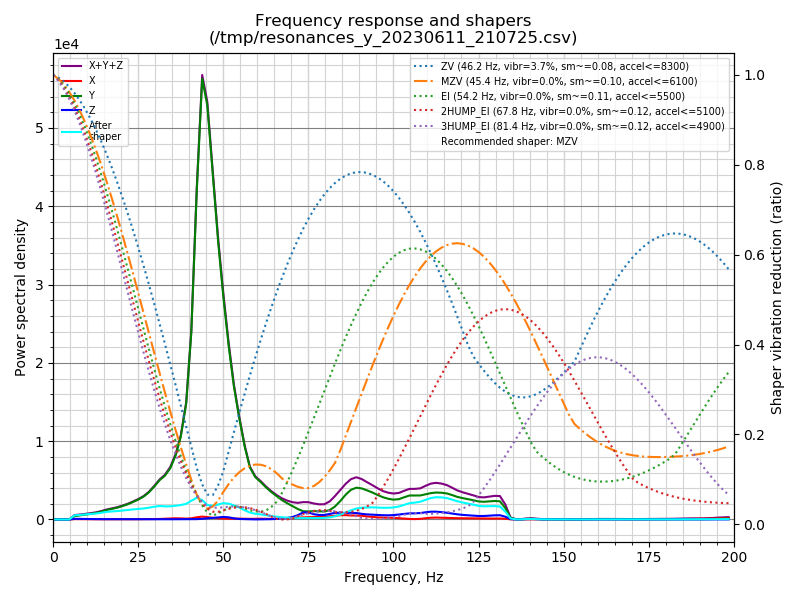 Frequency response and shapers
(/tmp/resonances_y_20230611_210725.csv)
1e4
X+Y+Z
X
Y
Z
After
shaper
ZV (46.2 Hz, vibr=3.7%, sm~=0.08, accel<=8300)
MZV (45.4 Hz, vibr=0.0%, sm~=0.10, accel<=6100)
EI (54.2 Hz, vibr=0.0%, sm~=0.11, accel<=5500)
2HUMP_EI (67.8 Hz, vibr=0.0%, sm~=0.12, accel<=5100)
3HUMP_EI (81.4 Hz, vibr=0.0%, sm~=0.12, accel<=4900)
Recommended shaper: MZV
Power spectral density
5
4
3
2
1
0
1.0
0.8
0.6
0.4
0.2
0.0
Shaper vibration reduction (ratio)
0 25 50 75 100 125 150 175 200
Frequency, Hz